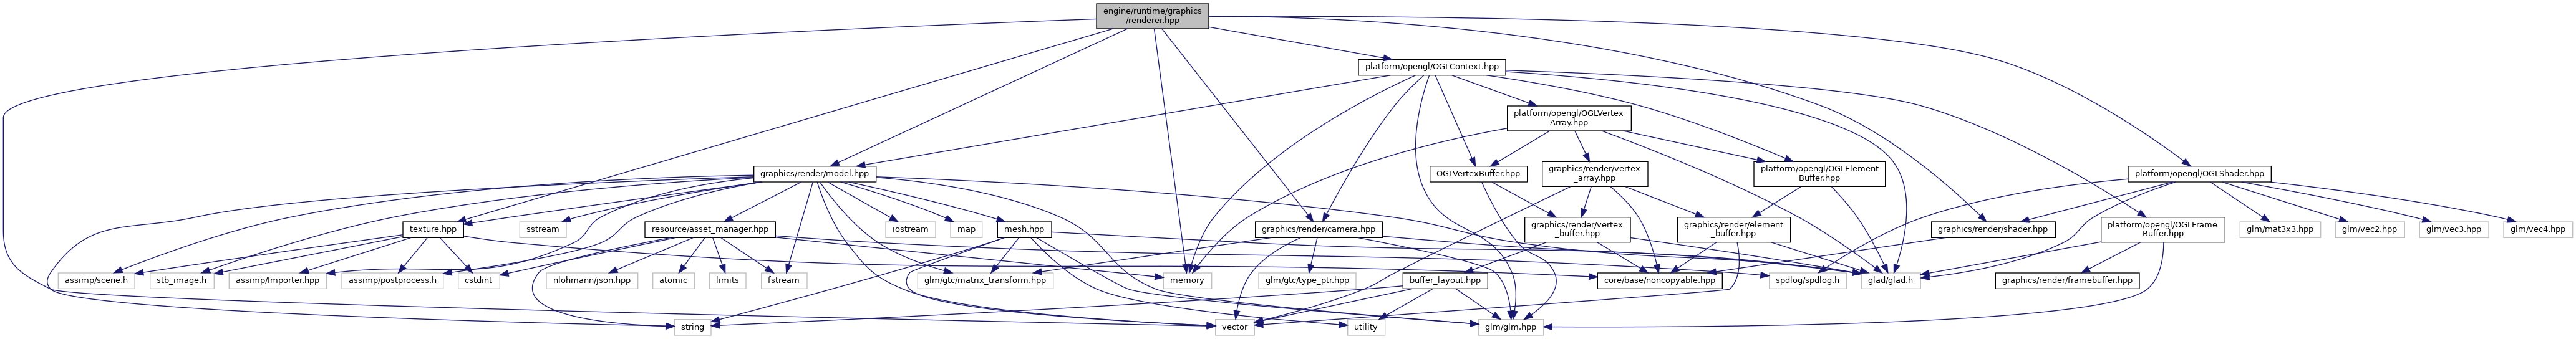 engine/runtime/graphics
/renderer.hpp
platform/opengl/OGLContext.hpp
platform/opengl/OGLVertex
Array.hpp
graphics/render/model.hpp
OGLVertexBuffer.hpp
graphics/render/vertex
_array.hpp
platform/opengl/OGLElement
Buffer.hpp
platform/opengl/OGLShader.hpp
texture.hpp
sstream
resource/asset_manager.hpp
iostream
map
mesh.hpp
graphics/render/camera.hpp
graphics/render/vertex
_buffer.hpp
graphics/render/element
_buffer.hpp
graphics/render/shader.hpp
platform/opengl/OGLFrame
Buffer.hpp
glm/mat3x3.hpp
glm/vec2.hpp
glm/vec3.hpp
glm/vec4.hpp
assimp/scene.h
stb_image.h
assimp/Importer.hpp
assimp/postprocess.h
cstdint
nlohmann/json.hpp
atomic
limits
fstream
glm/gtc/matrix_transform.hpp
memory
glm/gtc/type_ptr.hpp
buffer_layout.hpp
core/base/noncopyable.hpp
spdlog/spdlog.h
glad/glad.h
graphics/render/framebuffer.hpp
string
vector
utility
glm/glm.hpp